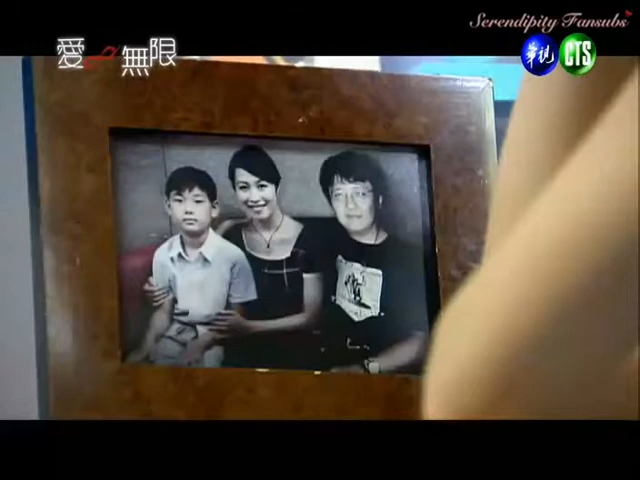 Serendipity Fansubs
愛 無限
華視 CTS